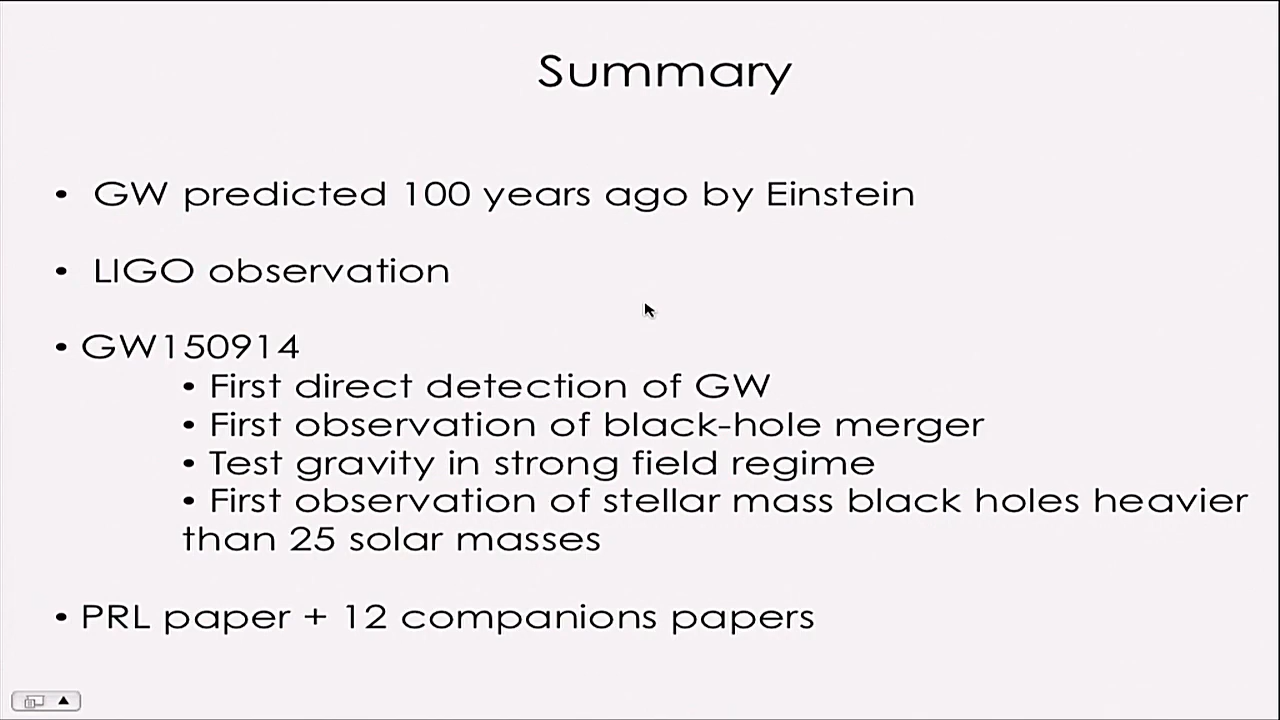 Summary
• GW predicted 100 years ago by Einstein
• LIGO observation
• GW150914
• First direct detection of GW
• First observation of black-hole merger
• Test gravity in strong field regime
• First observation of stellar mass black holes heavier
than 25 solar masses
• PRL paper + 12 companions papers